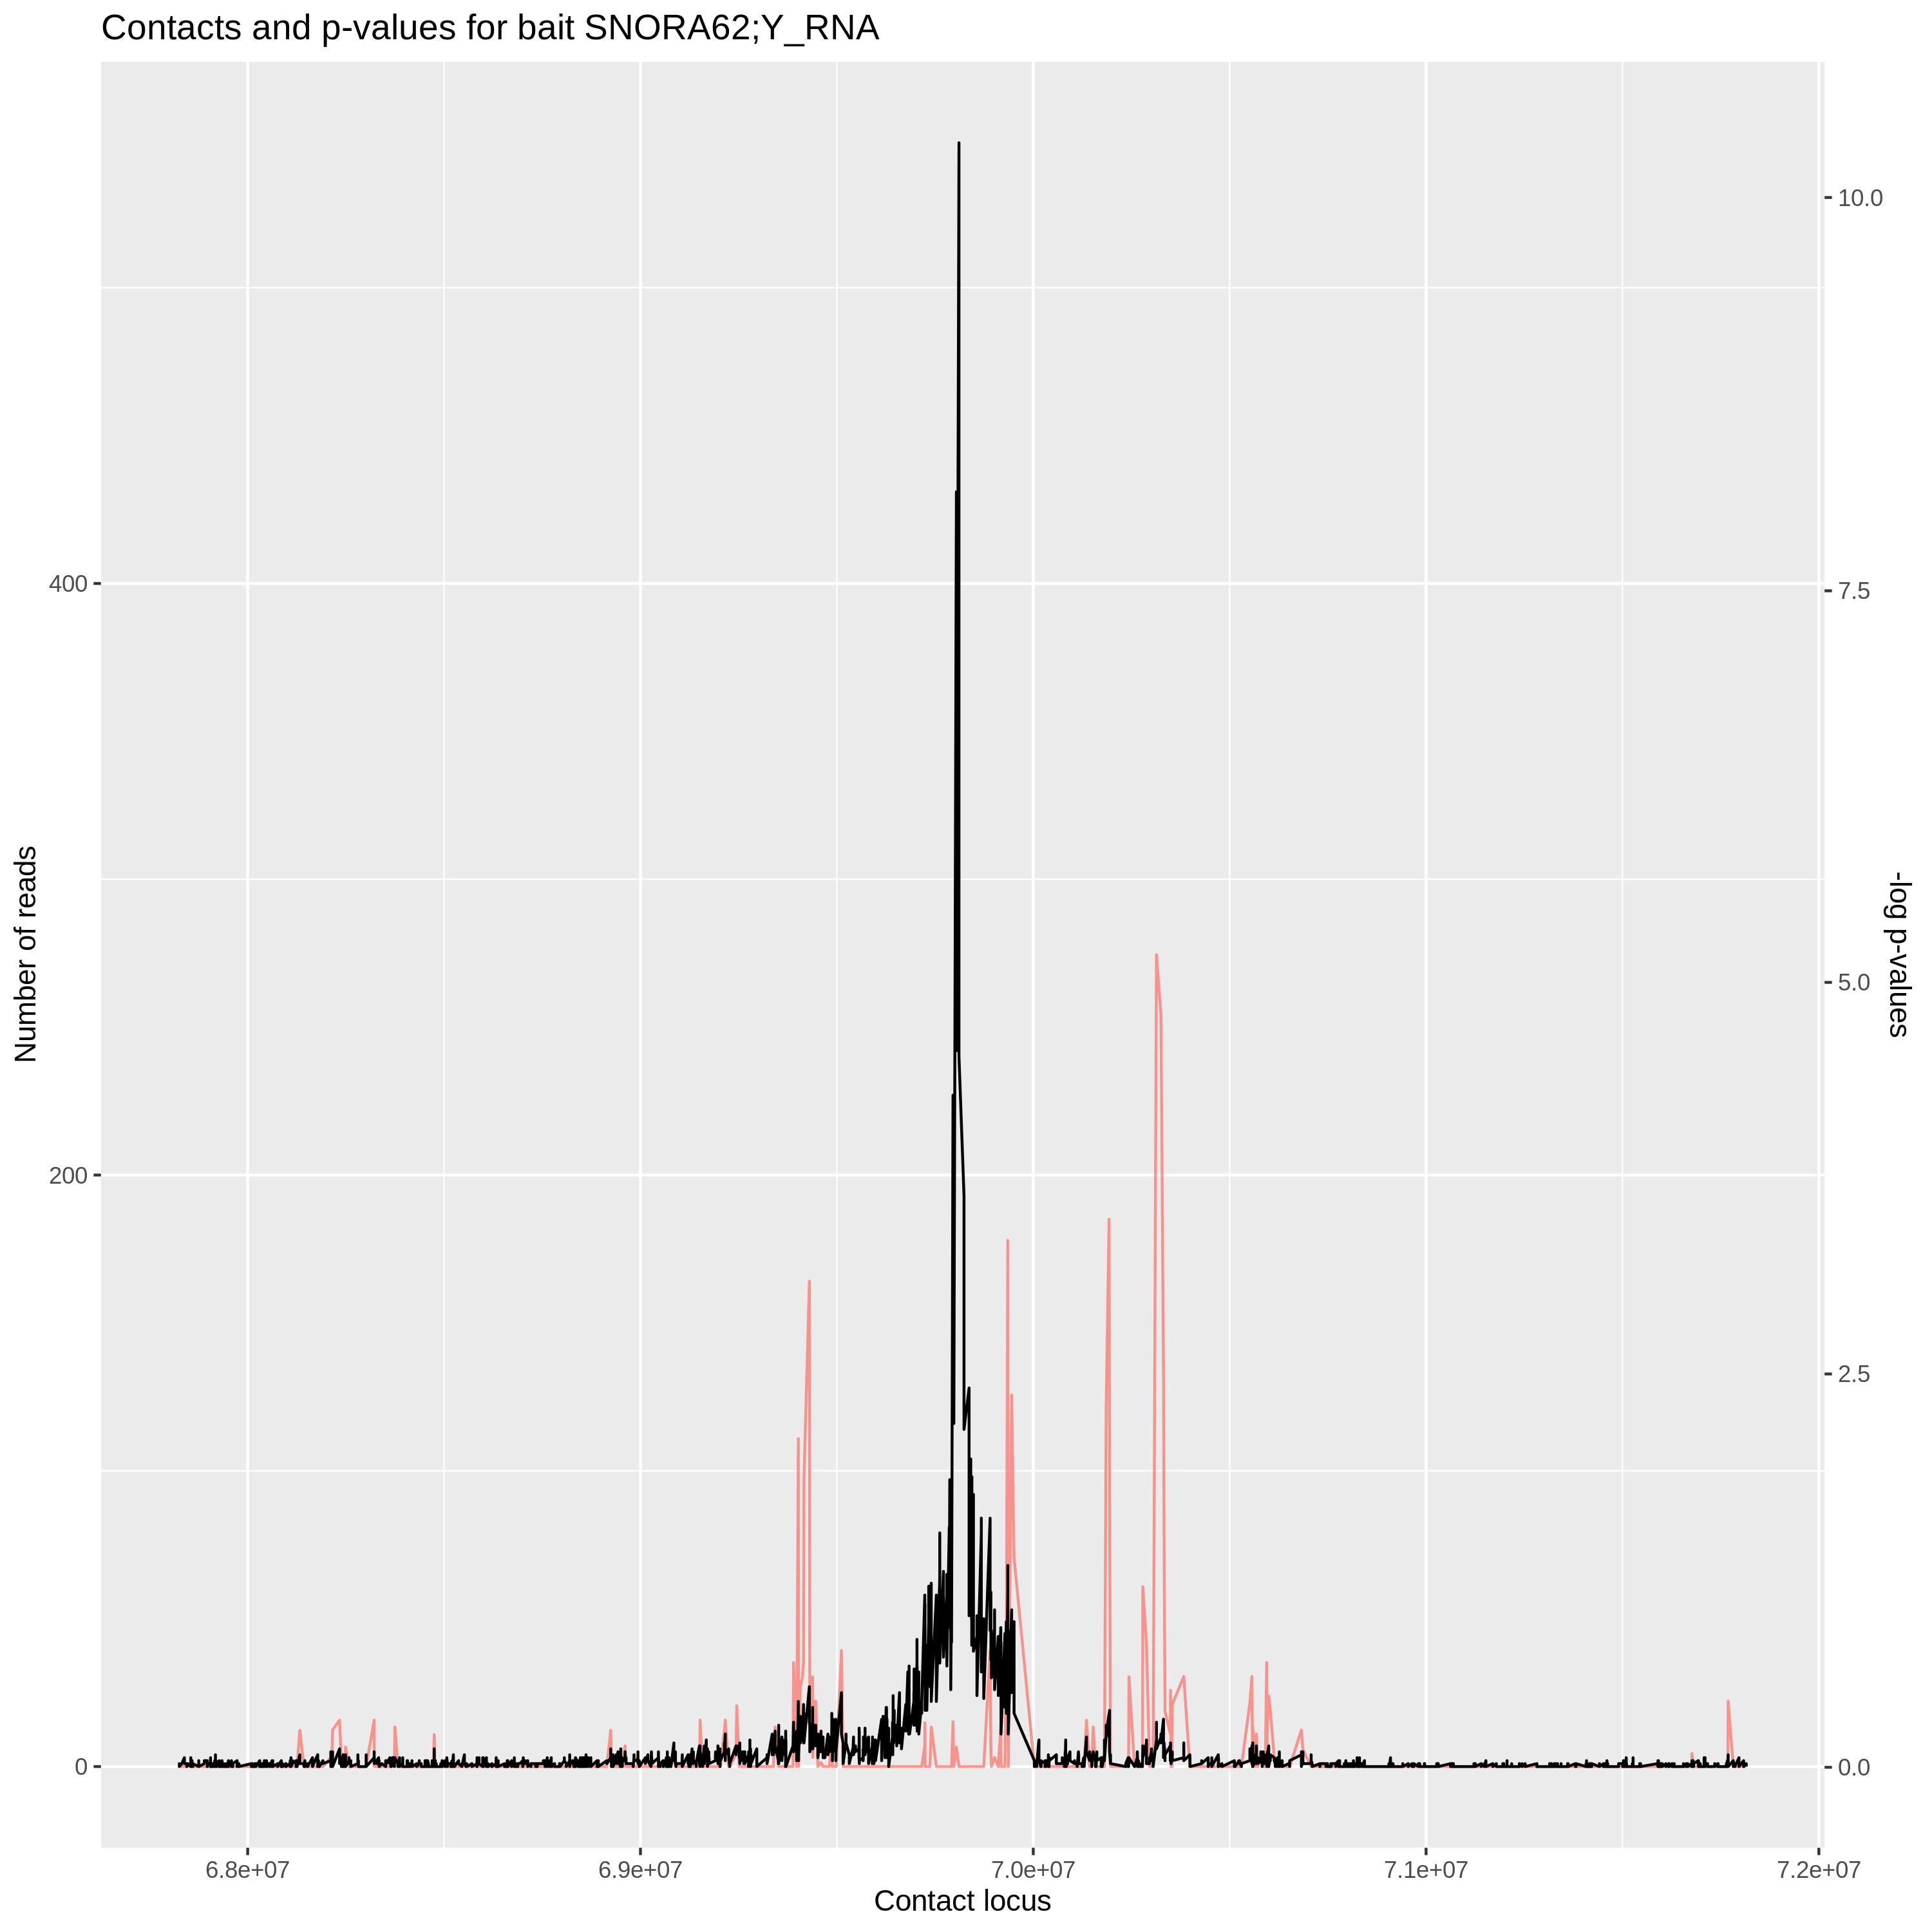 Contacts and p-values for bait SNORA62;Y_RNA
10.0
400
7.5
Number of reads
-log p-values
5.0
200
2.5
0
0.0
6.8e+07
6.9e+07
7.0e+07
7.1e+07
7.2e+07
Contact locus